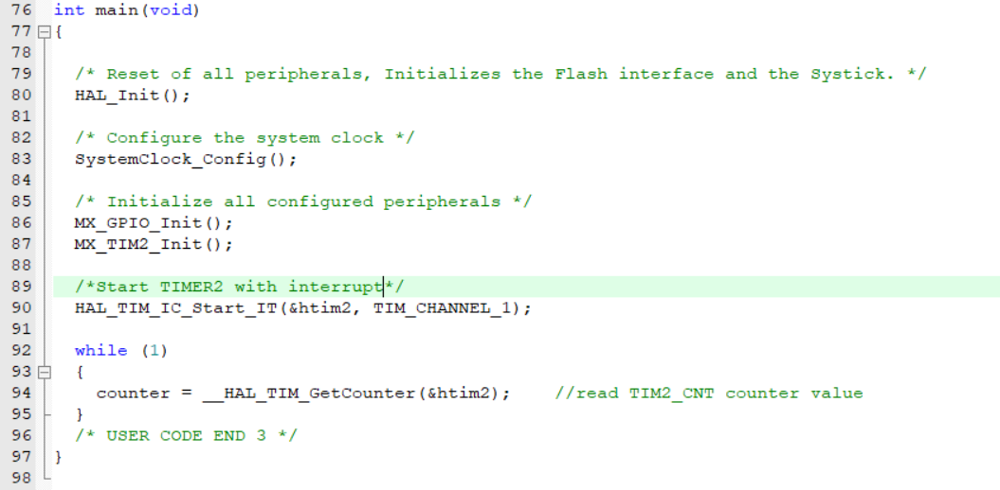 76 int main(void)
77 {
78
79 /* Reset of all peripherals, Initializes the Flash interface and the Systick. */
80 HAL_Init();
81
82 /* Configure the system clock */
83 SystemClock_Config();
84
85 /* Initialize all configured peripherals */
86 MX_GPIO_Init();
87 MX_TIM2_Init();
88
89 /*Start TIMER2 with interrupt*/
90 HAL_TIM_IC_Start_IT(&htim2, TIM_CHANNEL_1);
91
92 while (1)
93 {
94 counter = __HAL_TIM_GetCounter(&htim2); //read TIM2_CNT counter value
95 }
96 /* USER CODE END 3 */
97 }
98